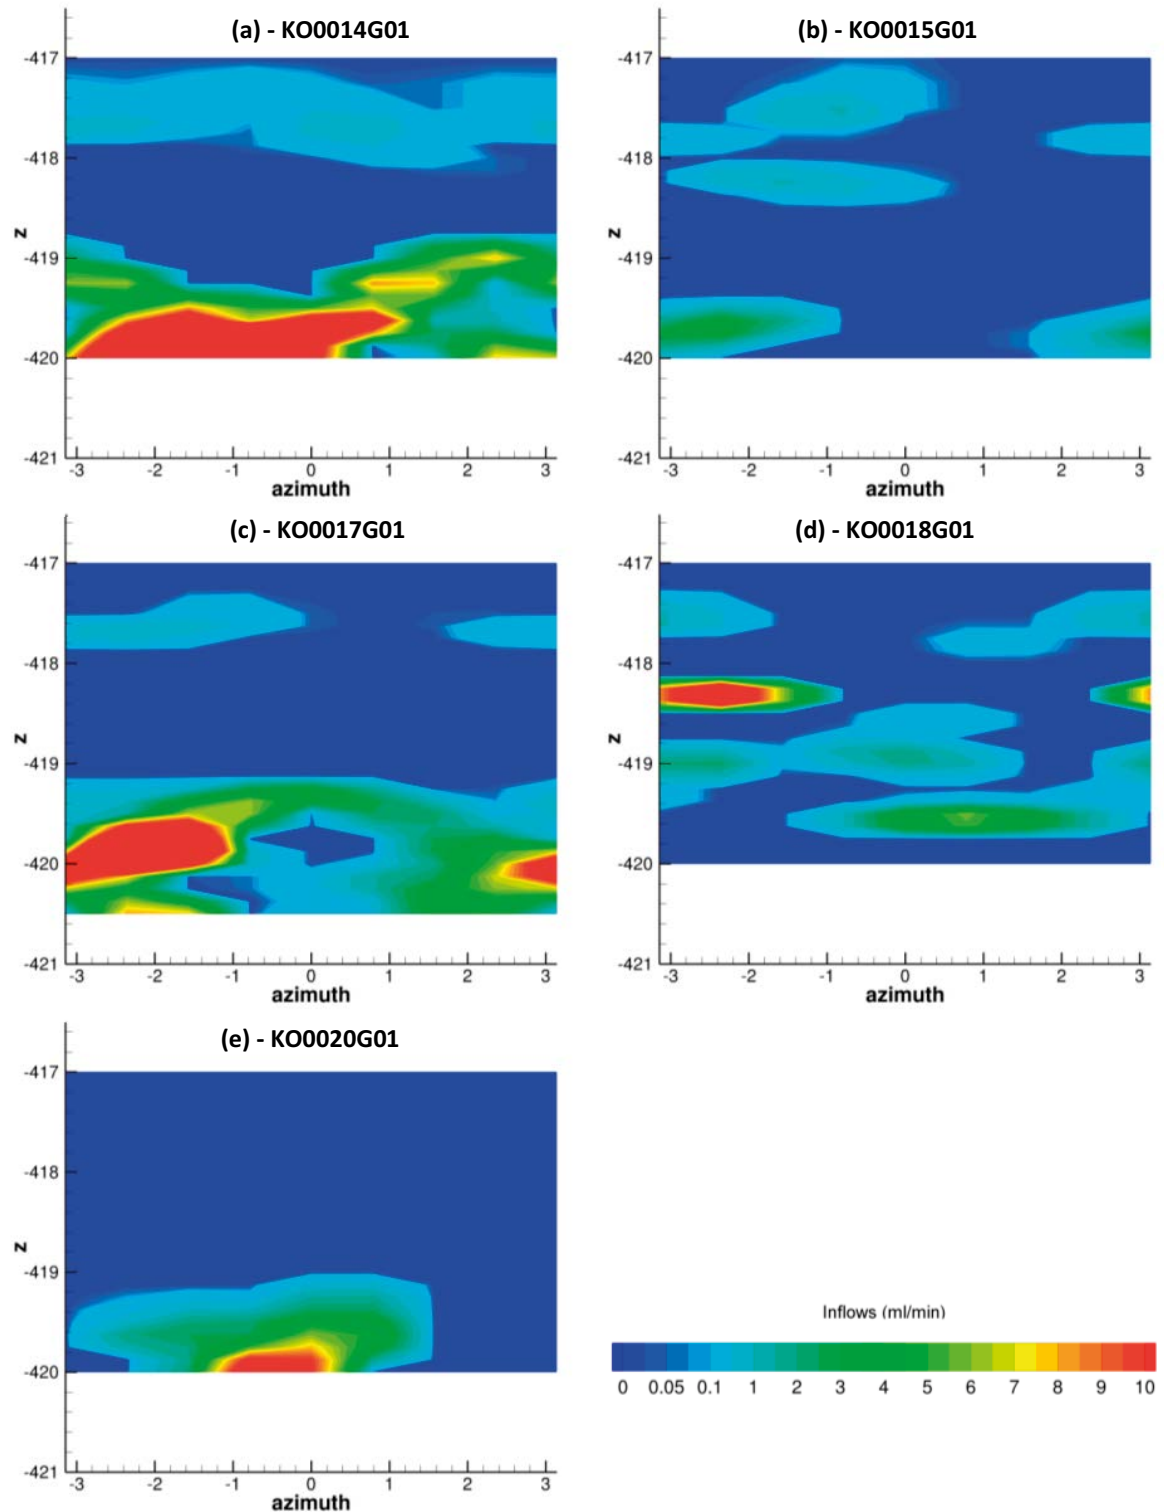 (a) - KO0014G01
-417
-418
-419
-420
-421
z
-3 -2 -1 0 1 2 3
azimuth
(b) - KO0015G01
-417
-418
-419
-420
-421
z
-3 -2 -1 0 1 2 3
azimuth
(c) - KO0017G01
-417
-418
-419
-420
-421
z
-3 -2 -1 0 1 2 3
azimuth
(d) - KO0018G01
-417
-418
-419
-420
-421
z
-3 -2 -1 0 1 2 3
azimuth
(e) - KO0020G01
-417
-418
-419
-420
-421
z
-3 -2 -1 0 1 2 3
azimuth
Inflows (ml/min)
0 0.05 0.1 1 2 3 4 5 6 7 8 9 10